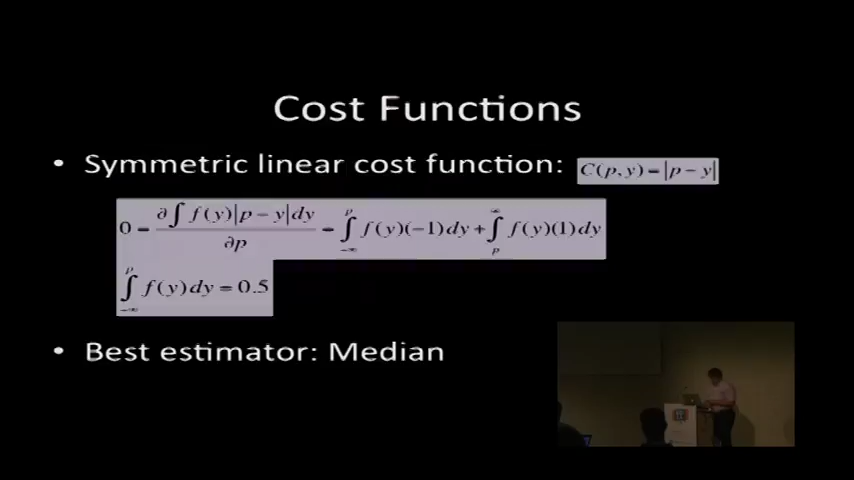 Cost Functions
• Symmetric linear cost function: C(p, y) = |p − y|
0 = ∂∫ f(y)|p − y|dy / ∂p = ∫_{−∞}^{p} f(y)(−1)dy + ∫_{p}^{∞} f(y)(1)dy
∫_{−∞}^{p} f(y)dy = 0.5
• Best estimator: Median